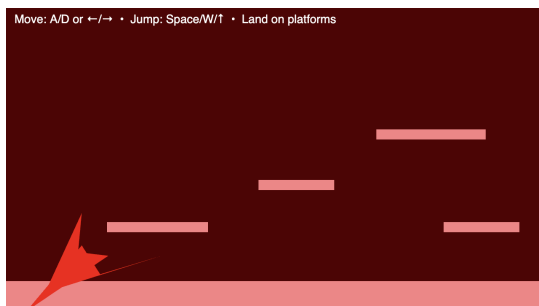 Move: A/D or ←/→ • Jump: Space/W/↑ • Land on platforms